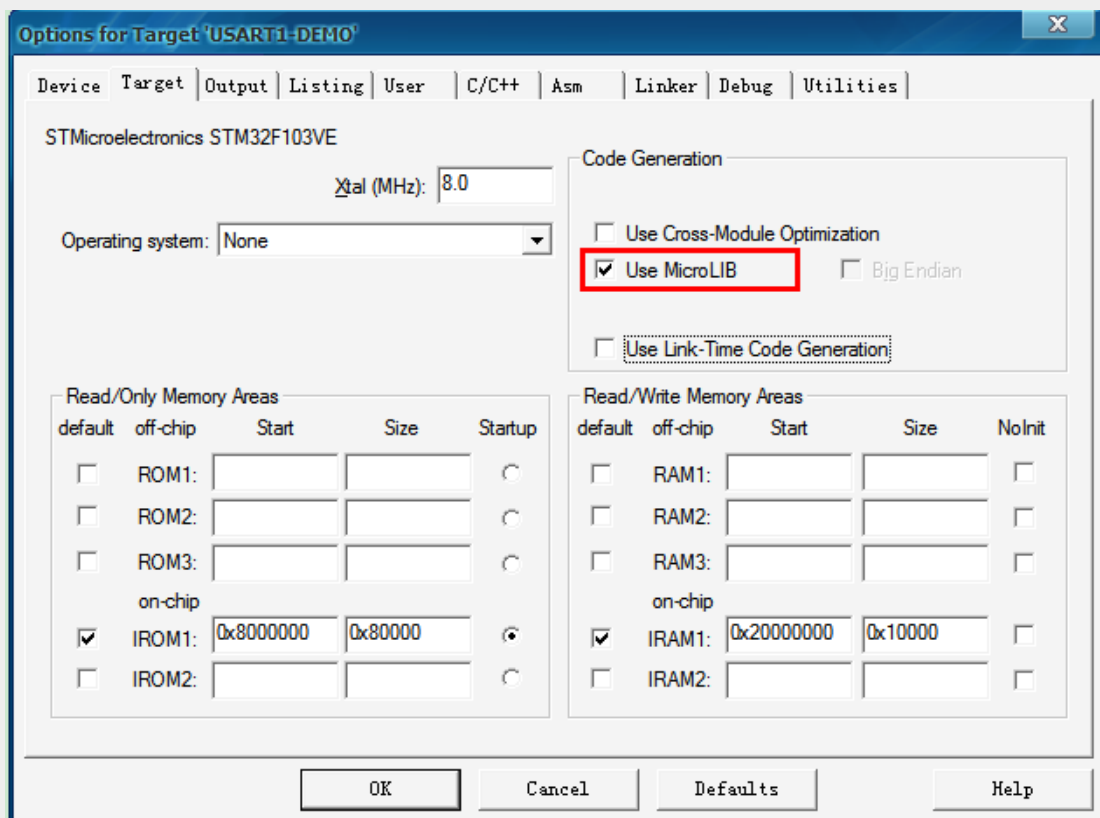 Options for Target 'USART1-DEMO'
Device Target Output Listing User C/C++ Asm Linker Debug Utilities
STMicroelectronics STM32F103VE
Xtal (MHz): 8.0
Operating system: None
Code Generation
Use Cross-Module Optimization
Use MicroLIB Big Endian
Use Link-Time Code Generation
Read/Only Memory Areas
default off-chip Start Size Startup
ROM1:
ROM2:
ROM3:
on-chip
IROM1: 0x8000000 0x80000
IROM2:
Read/Write Memory Areas
default off-chip Start Size NoInit
RAM1:
RAM2:
RAM3:
on-chip
IRAM1: 0x20000000 0x10000
IRAM2:
OK Cancel Defaults Help